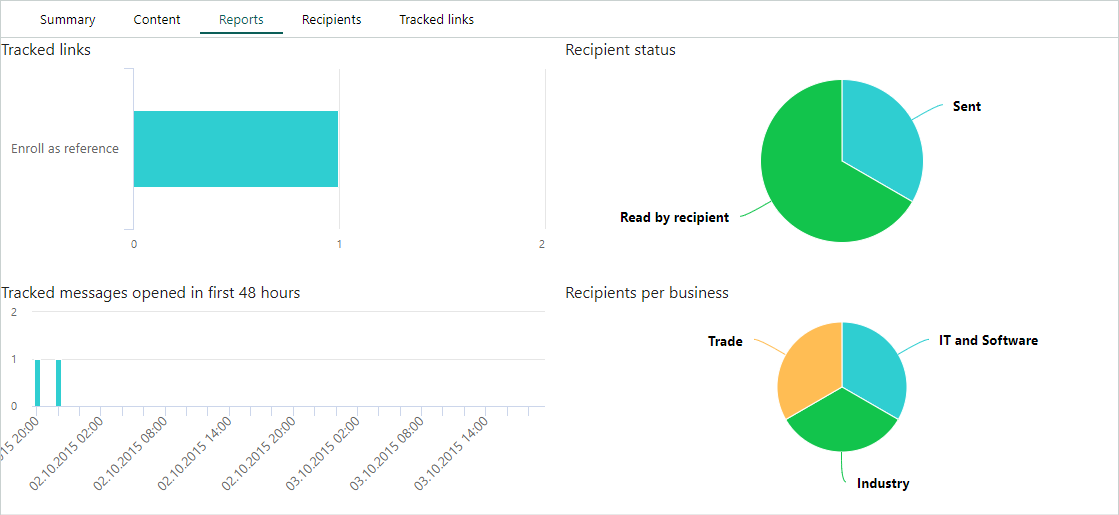 Summary Content Reports Recipients Tracked links
Tracked links
Enroll as reference
0 1 2
Recipient status
Sent
Read by recipient
Tracked messages opened in first 48 hours
2
1
0
15 20:00 02.10.2015 02:00 02.10.2015 08:00 02.10.2015 14:00 02.10.2015 20:00 03.10.2015 02:00 03.10.2015 08:00 03.10.2015 14:00
Recipients per business
Trade
IT and Software
Industry